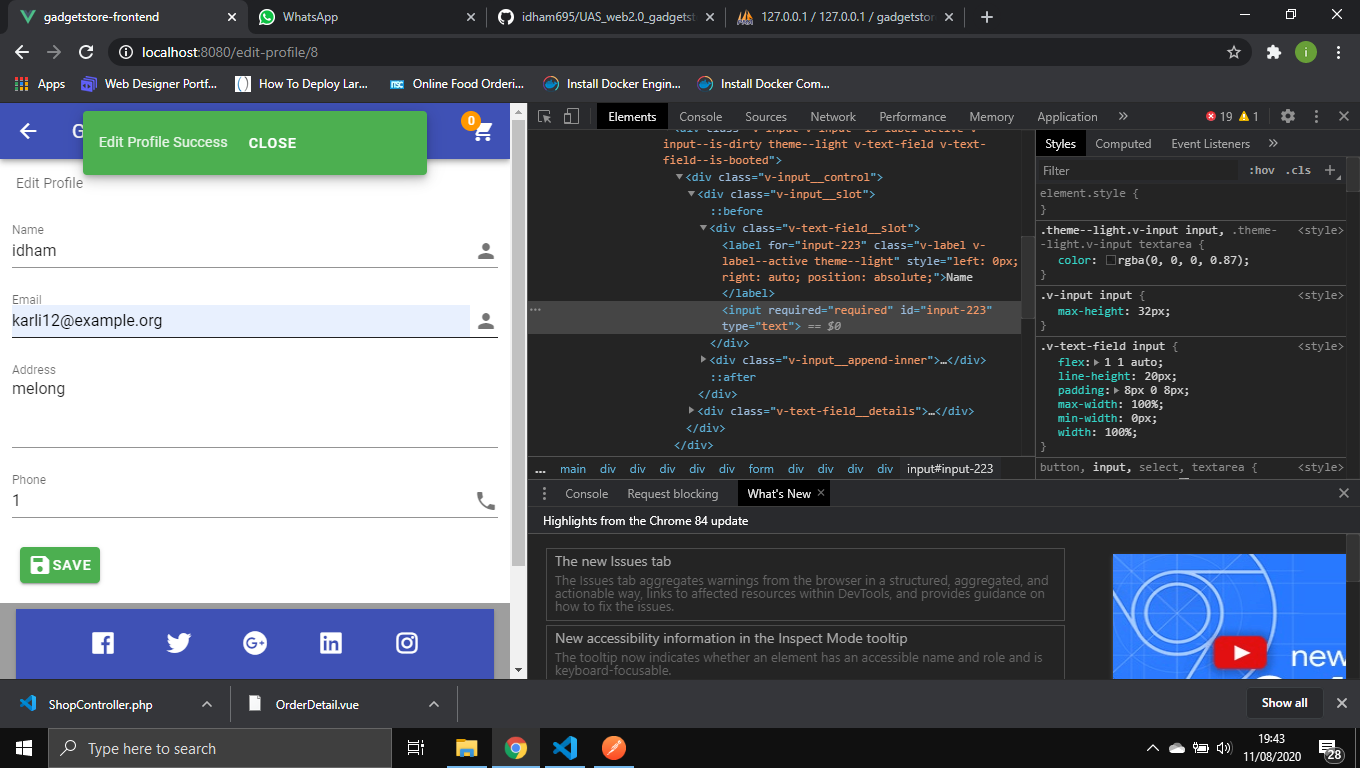 gadgetstore-frontend
WhatsApp
idham695/UAS_web2.0_gadgetst
127.0.0.1 / 127.0.0.1 / gadgetstor
localhost:8080/edit-profile/8
i
Apps
Web Designer Portf...
How To Deploy Lar...
Online Food Orderi...
Install Docker Engin...
Install Docker Com...
G
0
Edit Profile Success CLOSE
Edit Profile
Name
idham
Email
karli12@example.org
Address
melong
Phone
1
SAVE
Elements Console Sources Network Performance Memory Application » 19 1
input--is-dirty theme--light v-text-field v-text-
field--is-booted">
<div class="v-input__control">
<div class="v-input__slot">
::before
<div class="v-text-field__slot">
<label for="input-223" class="v-label v-
label--active theme--light" style="left: 0px;
right: auto; position: absolute;">Name
</label>
<input required="required" id="input-223"
type="text"> == $0
</div>
<div class="v-input__append-inner">…</div>
::after
</div>
<div class="v-text-field__details">…</div>
</div>
</div>
... main div div div div div form div div div div input#input-223
Styles Computed Event Listeners »
Filter :hov .cls +
element.style {
}
.theme--light.v-input input, .theme- <style>
-light.v-input textarea {
color: rgba(0, 0, 0, 0.87);
}
.v-input input { <style>
max-height: 32px;
}
.v-text-field input { <style>
flex: 1 1 auto;
line-height: 20px;
padding: 8px 0 8px;
max-width: 100%;
min-width: 0px;
width: 100%;
}
button, input, select, textarea { <style>
Console Request blocking What's New
Highlights from the Chrome 84 update
The new Issues tab
The Issues tab aggregates warnings from the browser in a structured, aggregated, and
actionable way, links to affected resources within DevTools, and provides guidance on
how to fix the issues.
New accessibility information in the Inspect Mode tooltip
The tooltip now indicates whether an element has an accessible name and role and is
keyboard-focusable.
new
ShopController.php
OrderDetail.vue
Show all
Type here to search
19:43
11/08/2020
28